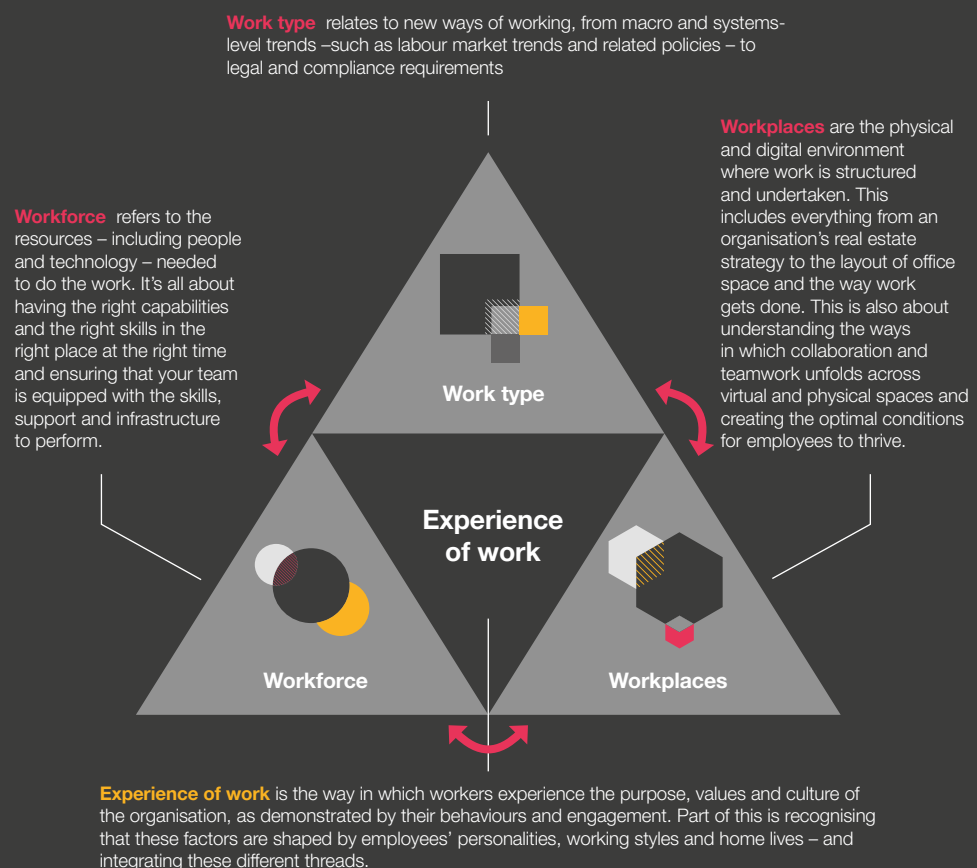 Work type relates to new ways of working, from macro and systems-
level trends –such as labour market trends and related policies – to
legal and compliance requirements
Workplaces are the physical
and digital environment
where work is structured
and undertaken. This
includes everything from an
organisation’s real estate
strategy to the layout of office
space and the way work
gets done. This is also about
understanding the ways
in which collaboration and
teamwork unfolds across
virtual and physical spaces and
creating the optimal conditions
for employees to thrive.
Workforce refers to the
resources – including people
and technology – needed
to do the work. It’s all about
having the right capabilities
and the right skills in the
right place at the right time
and ensuring that your team
is equipped with the skills,
support and infrastructure
to perform.
Work type
Experience
of work
Workforce
Workplaces
Experience of work is the way in which workers experience the purpose, values and culture of
the organisation, as demonstrated by their behaviours and engagement. Part of this is recognising
that these factors are shaped by employees’ personalities, working styles and home lives – and
integrating these different threads.